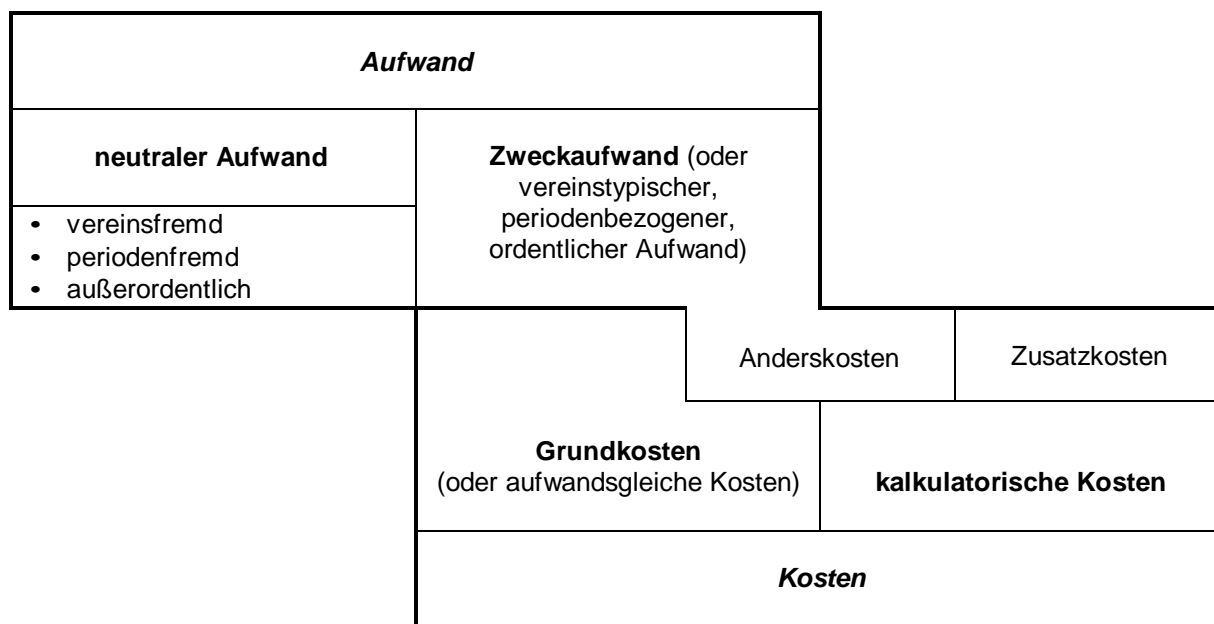 Aufwand
neutraler Aufwand
• vereinsfremd
• periodenfremd
• außerordentlich
Zweckaufwand (oder
vereinstypischer,
periodenbezogener,
ordentlicher Aufwand)
Anderskosten
Zusatzkosten
Grundkosten
(oder aufwandsgleiche Kosten)
kalkulatorische Kosten
Kosten